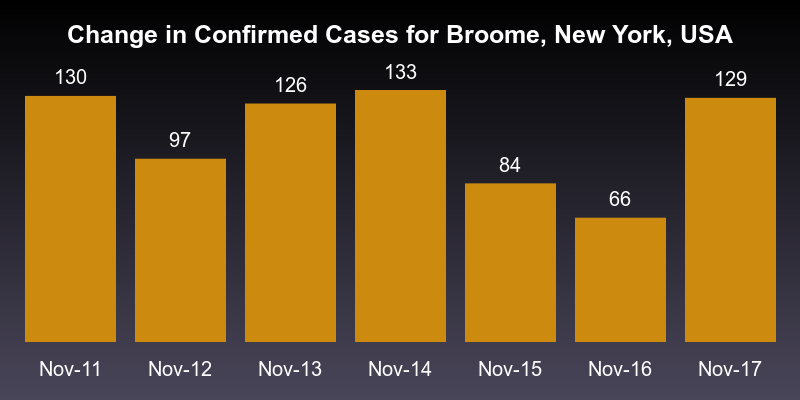 Change in Confirmed Cases for Broome, New York, USA
130
97
126
133
84
66
129
Nov-11
Nov-12
Nov-13
Nov-14
Nov-15
Nov-16
Nov-17